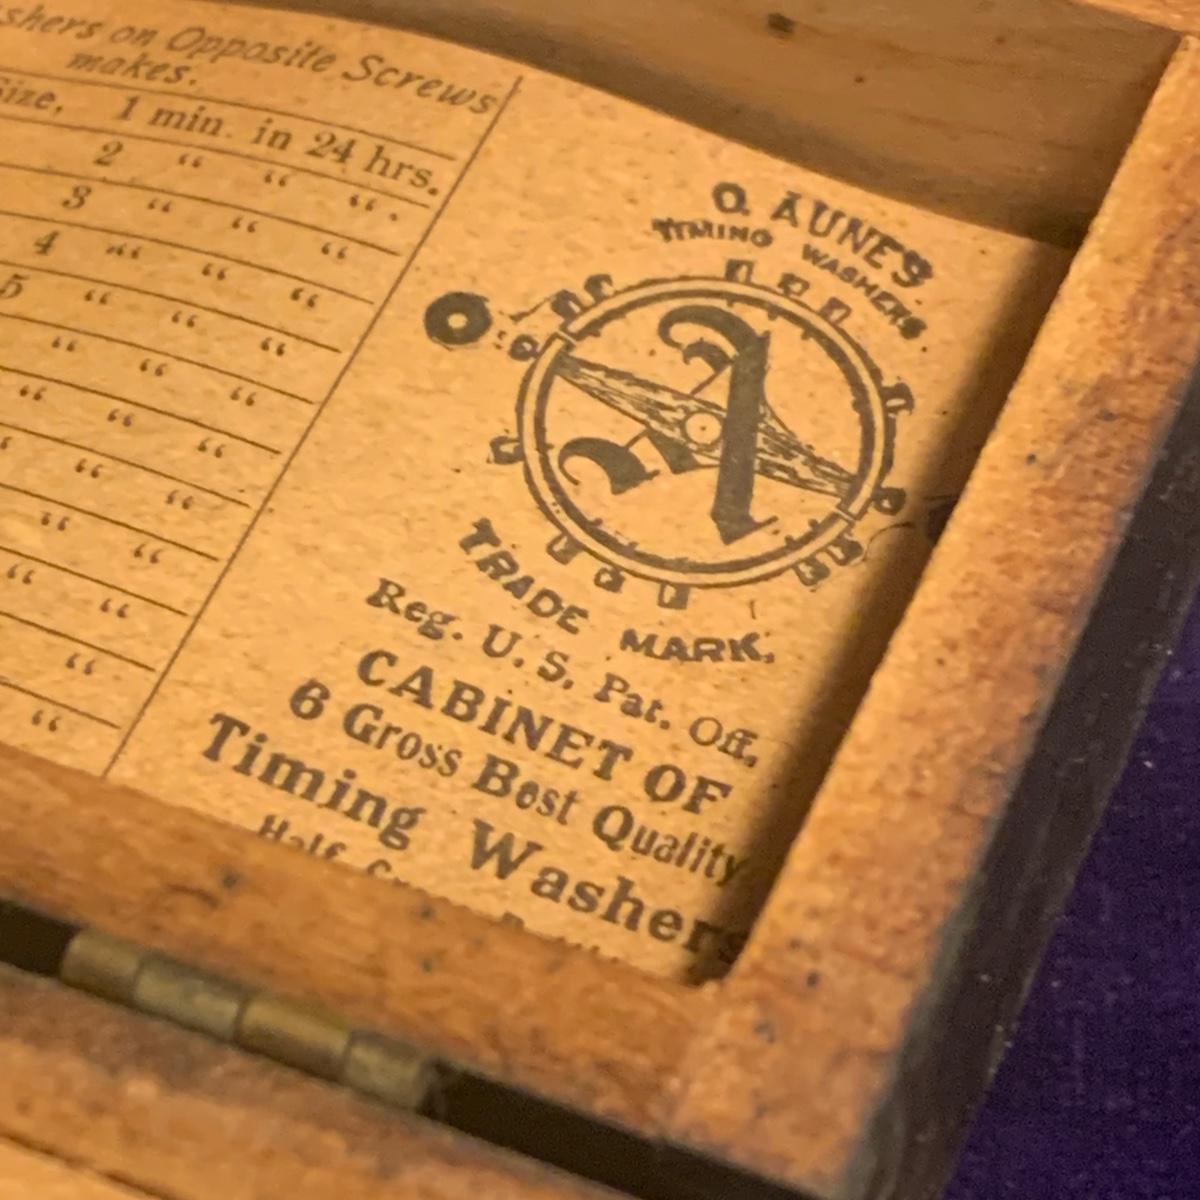 shers on Opposite Screws
makes.
Size, 1 min. in 24 hrs.
2 “ “ “ .
3 “ “ “
4 “ “ “
5 “ “ “
“ “ “
“ “ “
“ “ “
“ “
“ “
“
“
O. AUNE'S
TIMING WASHERS
A
TRADE MARK,
Reg. U. S. Pat. Off,
CABINET OF
6 Gross Best Quality
Timing Washers
Half